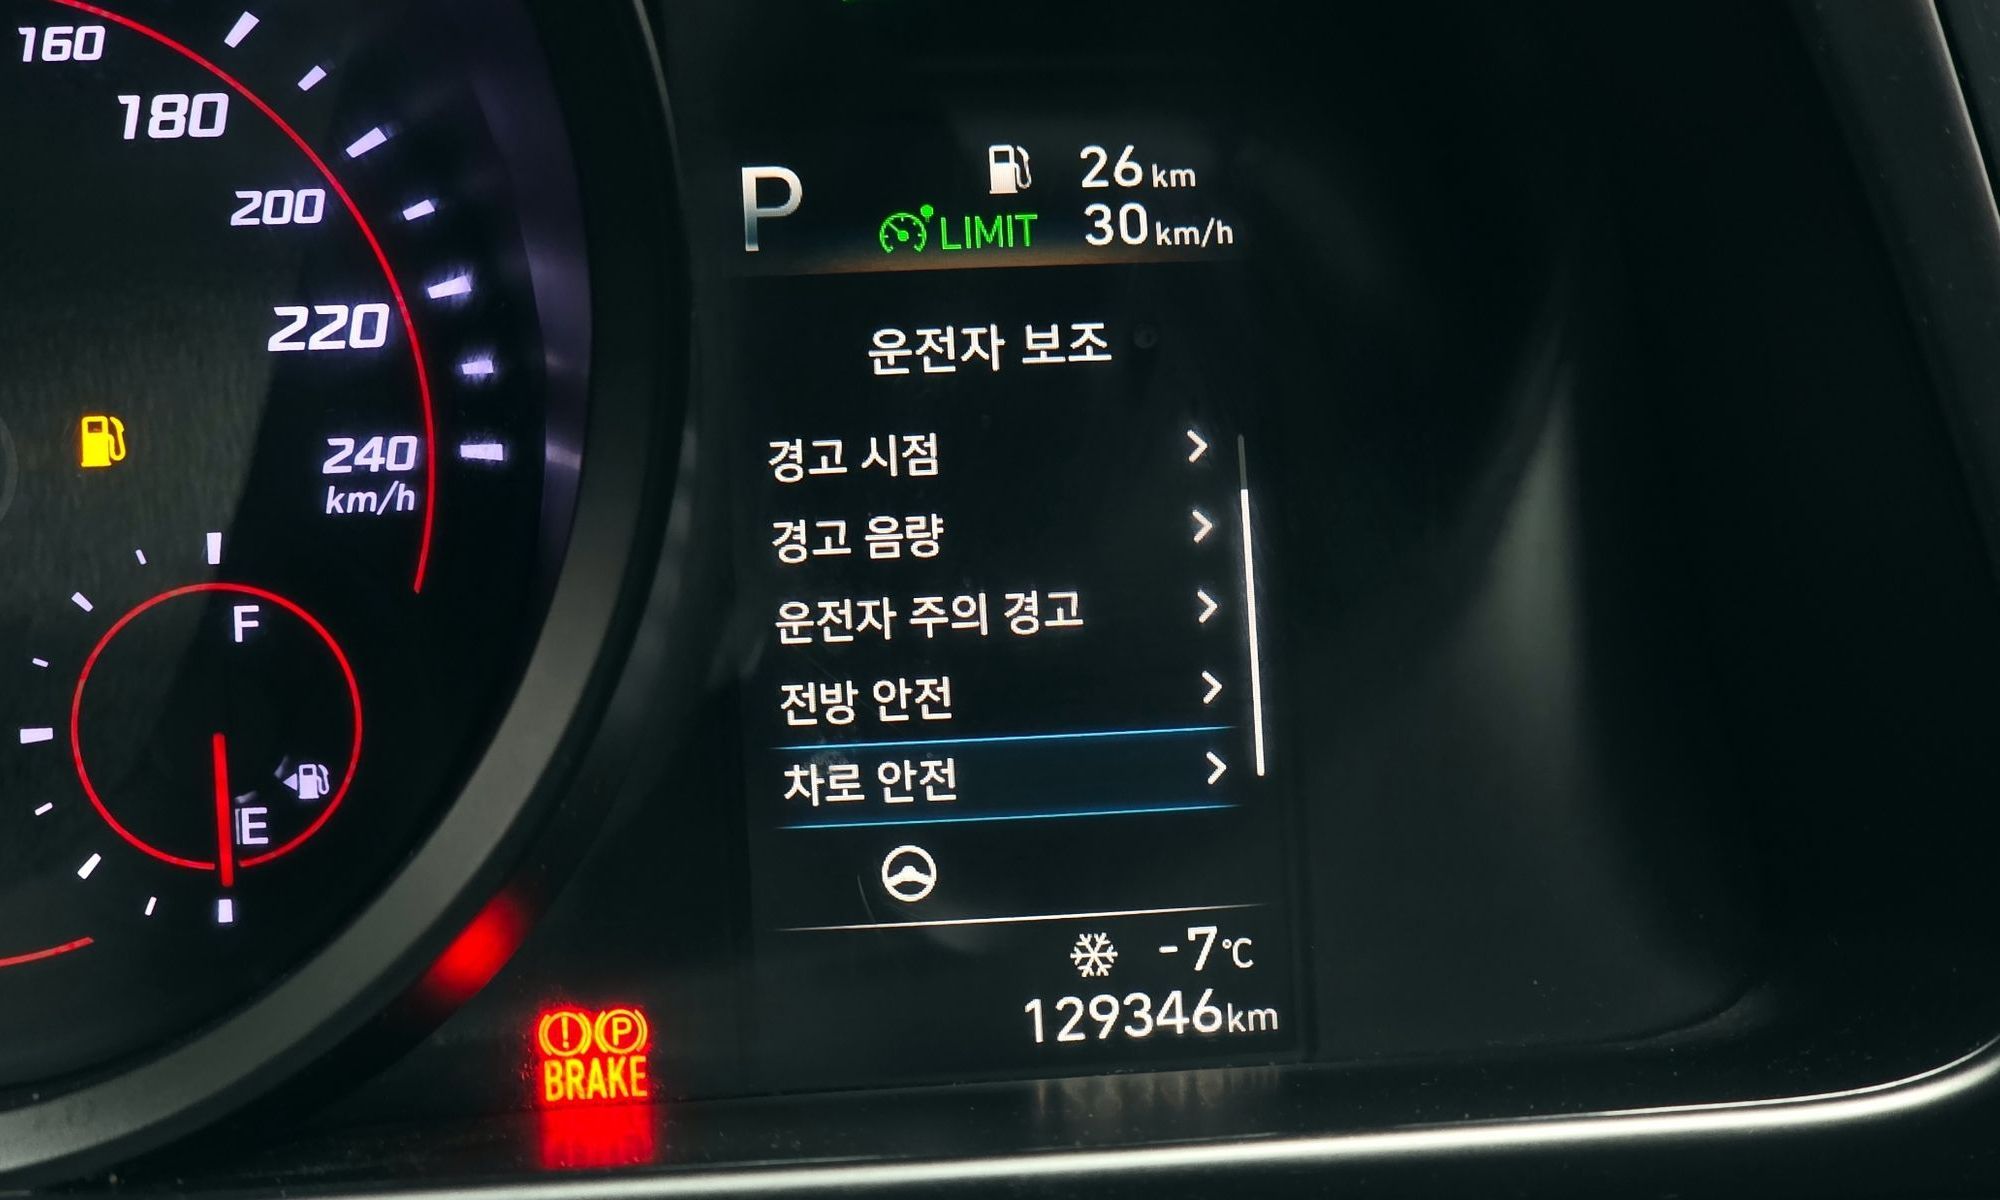 160
180
200
220
240
km/h
F
E
P
26 km
LIMIT 30 km/h
운전자 보조
경고 시점
경고 음량
운전자 주의 경고
전방 안전
차로 안전
-7°C
129346 km
! P
BRAKE